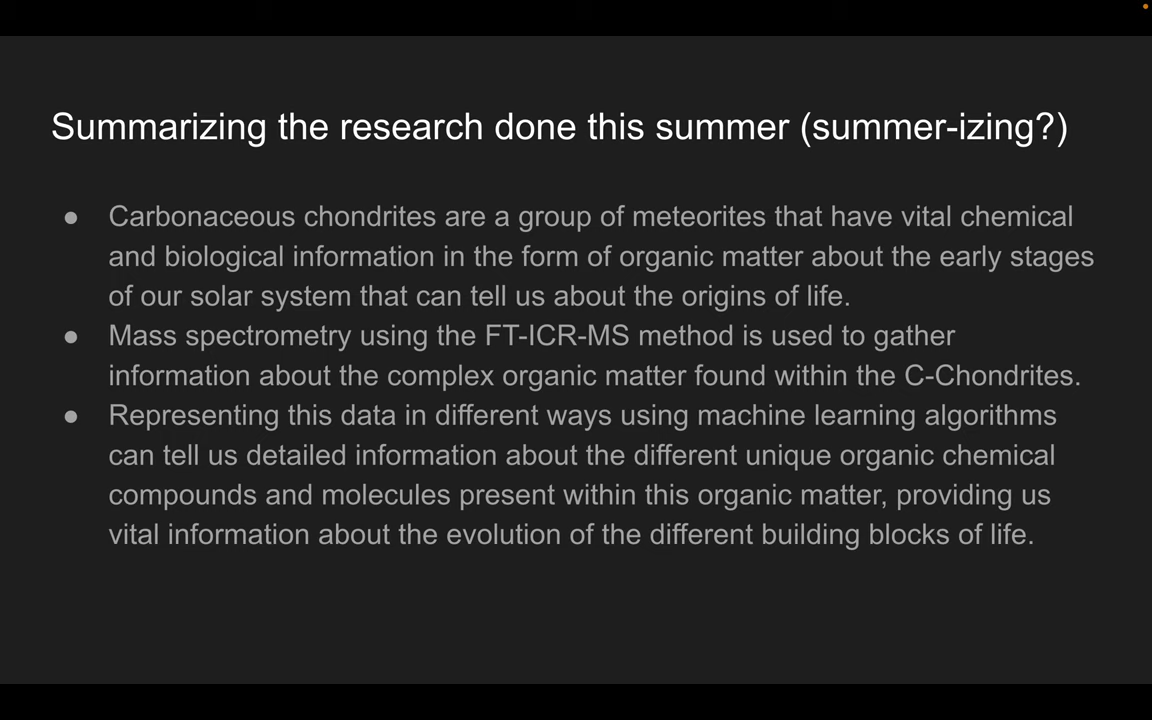 Summarizing the research done this summer (summer-izing?)
● Carbonaceous chondrites are a group of meteorites that have vital chemical
and biological information in the form of organic matter about the early stages
of our solar system that can tell us about the origins of life.
● Mass spectrometry using the FT-ICR-MS method is used to gather
information about the complex organic matter found within the C-Chondrites.
● Representing this data in different ways using machine learning algorithms
can tell us detailed information about the different unique organic chemical
compounds and molecules present within this organic matter, providing us
vital information about the evolution of the different building blocks of life.